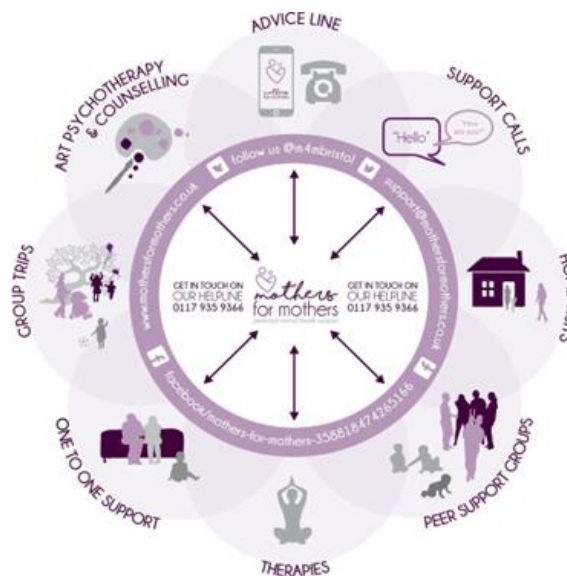 ADVICE LINE
SUPPORT CALLS
PEER SUPPORT GROUPS
THERAPIES
ONE TO ONE SUPPORT
GROUP TRIPS
ART PSYCHOTHERAPY
& COUNSELLING
"Hello"
"How
are you?"
follow us @m4mbristol
support@mothersformothers.co.uk
facebook/mothers-for-mothers-358818474265166
www.mothersformothers.co.uk
GET IN TOUCH ON
OUR HELPLINE
0117 935 9366
mothers
for mothers
GET IN TOUCH ON
OUR HELPLINE
0117 935 9366